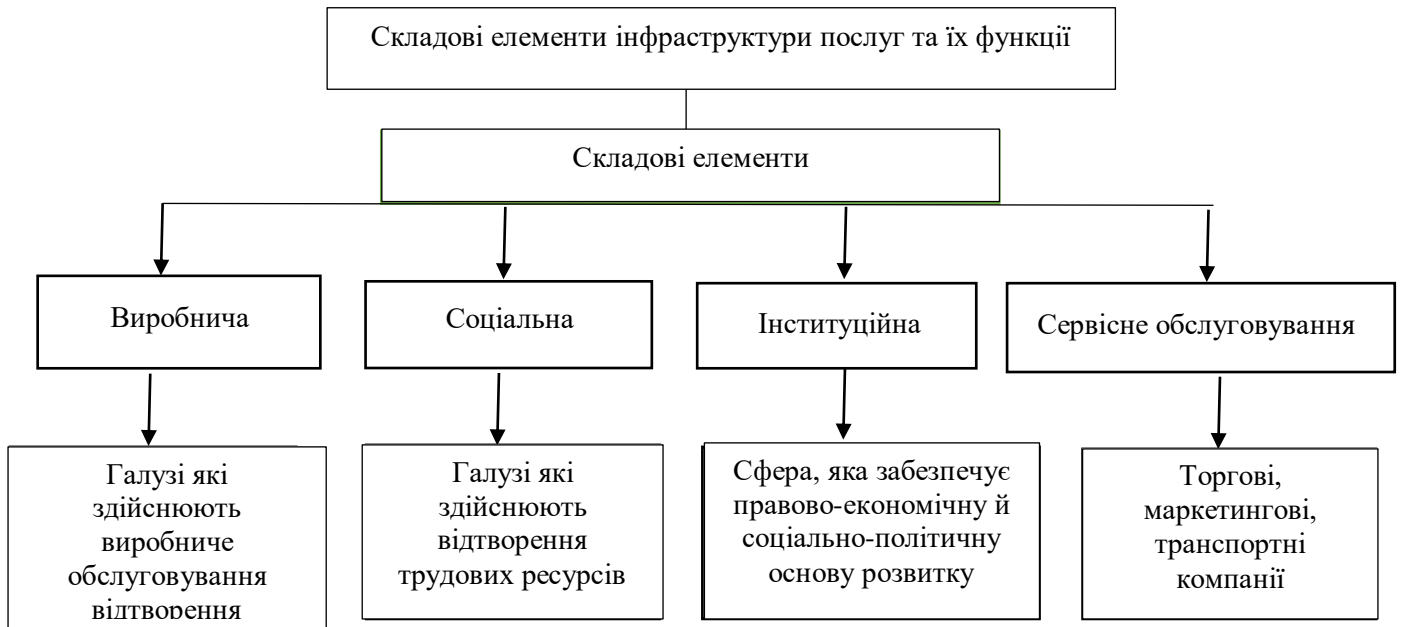 Складові елементи інфраструктури послуг та їх функції
Складові елементи
Виробнича
Соціальна
Інституційна
Сервісне обслуговування
Галузі які
здійснюють
виробниче
обслуговування
відтворення
Галузі які
здійснюють
відтворення
трудових ресурсів
Сфера, яка забезпечує
правово-економічну й
соціально-політичну
основу розвитку
Торгові,
маркетингові,
транспортні
компанії